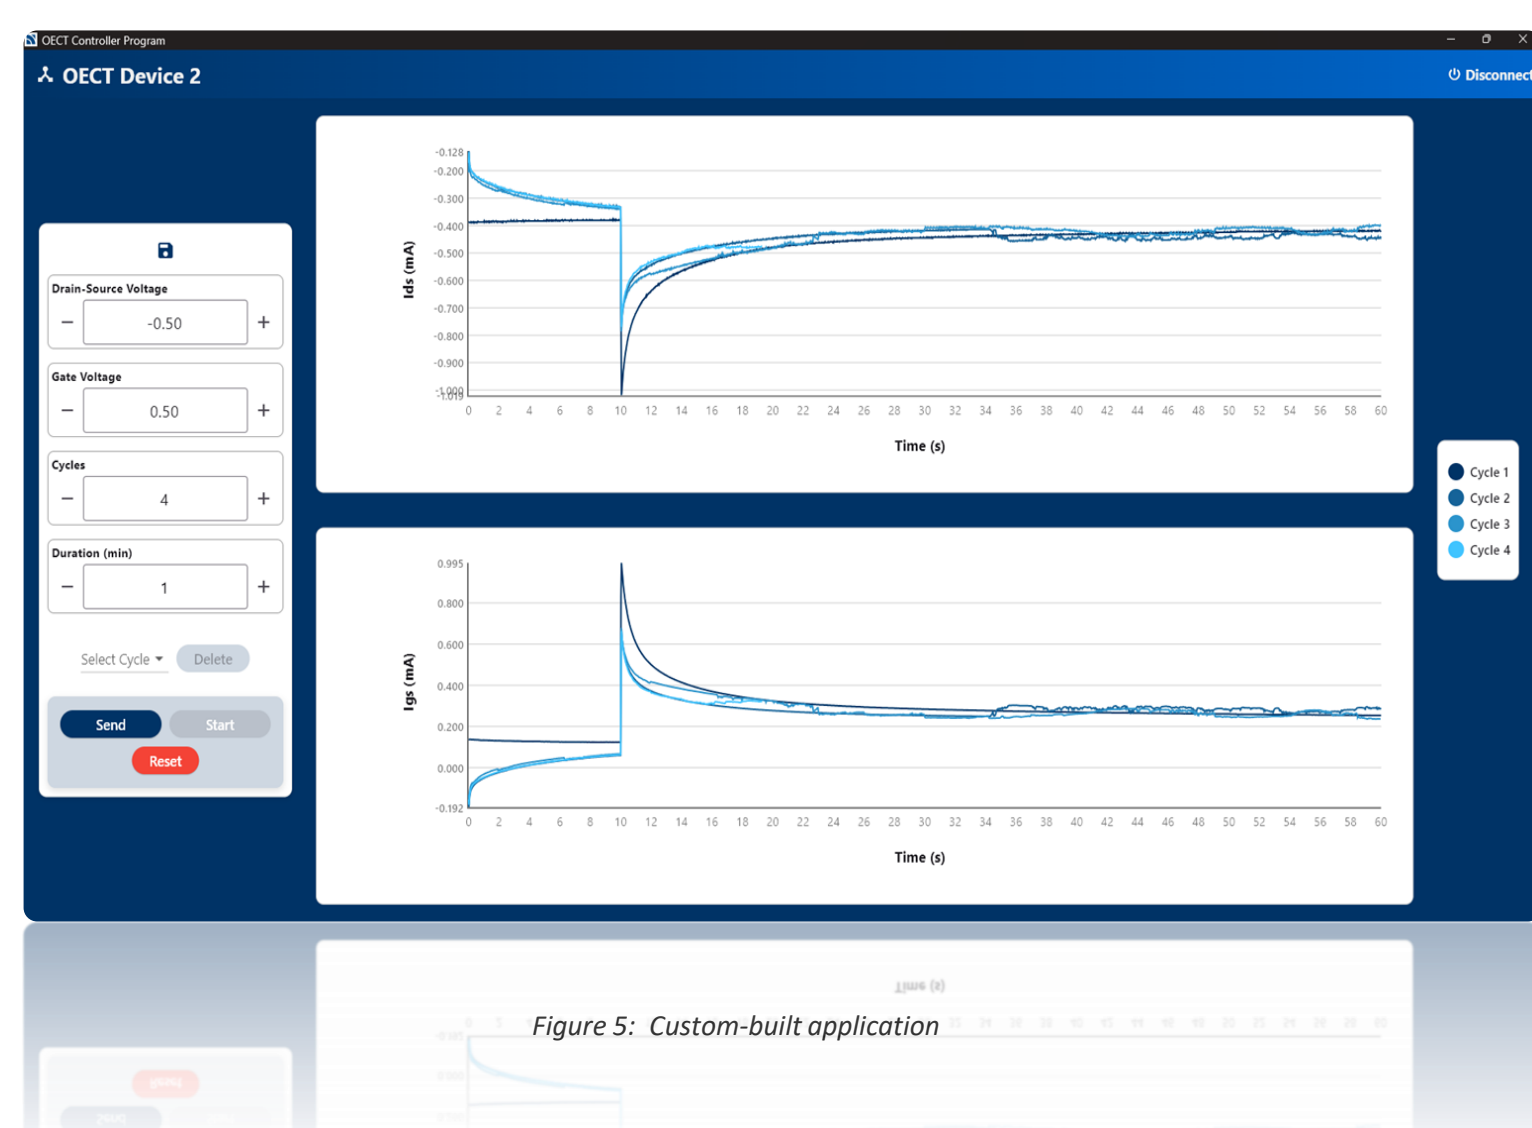 OECT Controller Program
OECT Device 2
Disconnect
Drain-Source Voltage
− -0.50 +
Gate Voltage
− 0.50 +
Cycles
− 4 +
Duration (min)
− 1 +
Select Cycle
Delete
Send
Start
Reset
Ids (mA)
-0.128
-0.200
-0.300
-0.400
-0.500
-0.600
-0.700
-0.800
-0.900
-1.000
-1.019
0 2 4 6 8 10 12 14 16 18 20 22 24 26 28 30 32 34 36 38 40 42 44 46 48 50 52 54 56 58 60
Time (s)
Igs (mA)
0.995
0.800
0.600
0.400
0.200
0.000
-0.192
0 2 4 6 8 10 12 14 16 18 20 22 24 26 28 30 32 34 36 38 40 42 44 46 48 50 52 54 56 58 60
Time (s)
Cycle 1
Cycle 2
Cycle 3
Cycle 4
Figure 5: Custom-built application